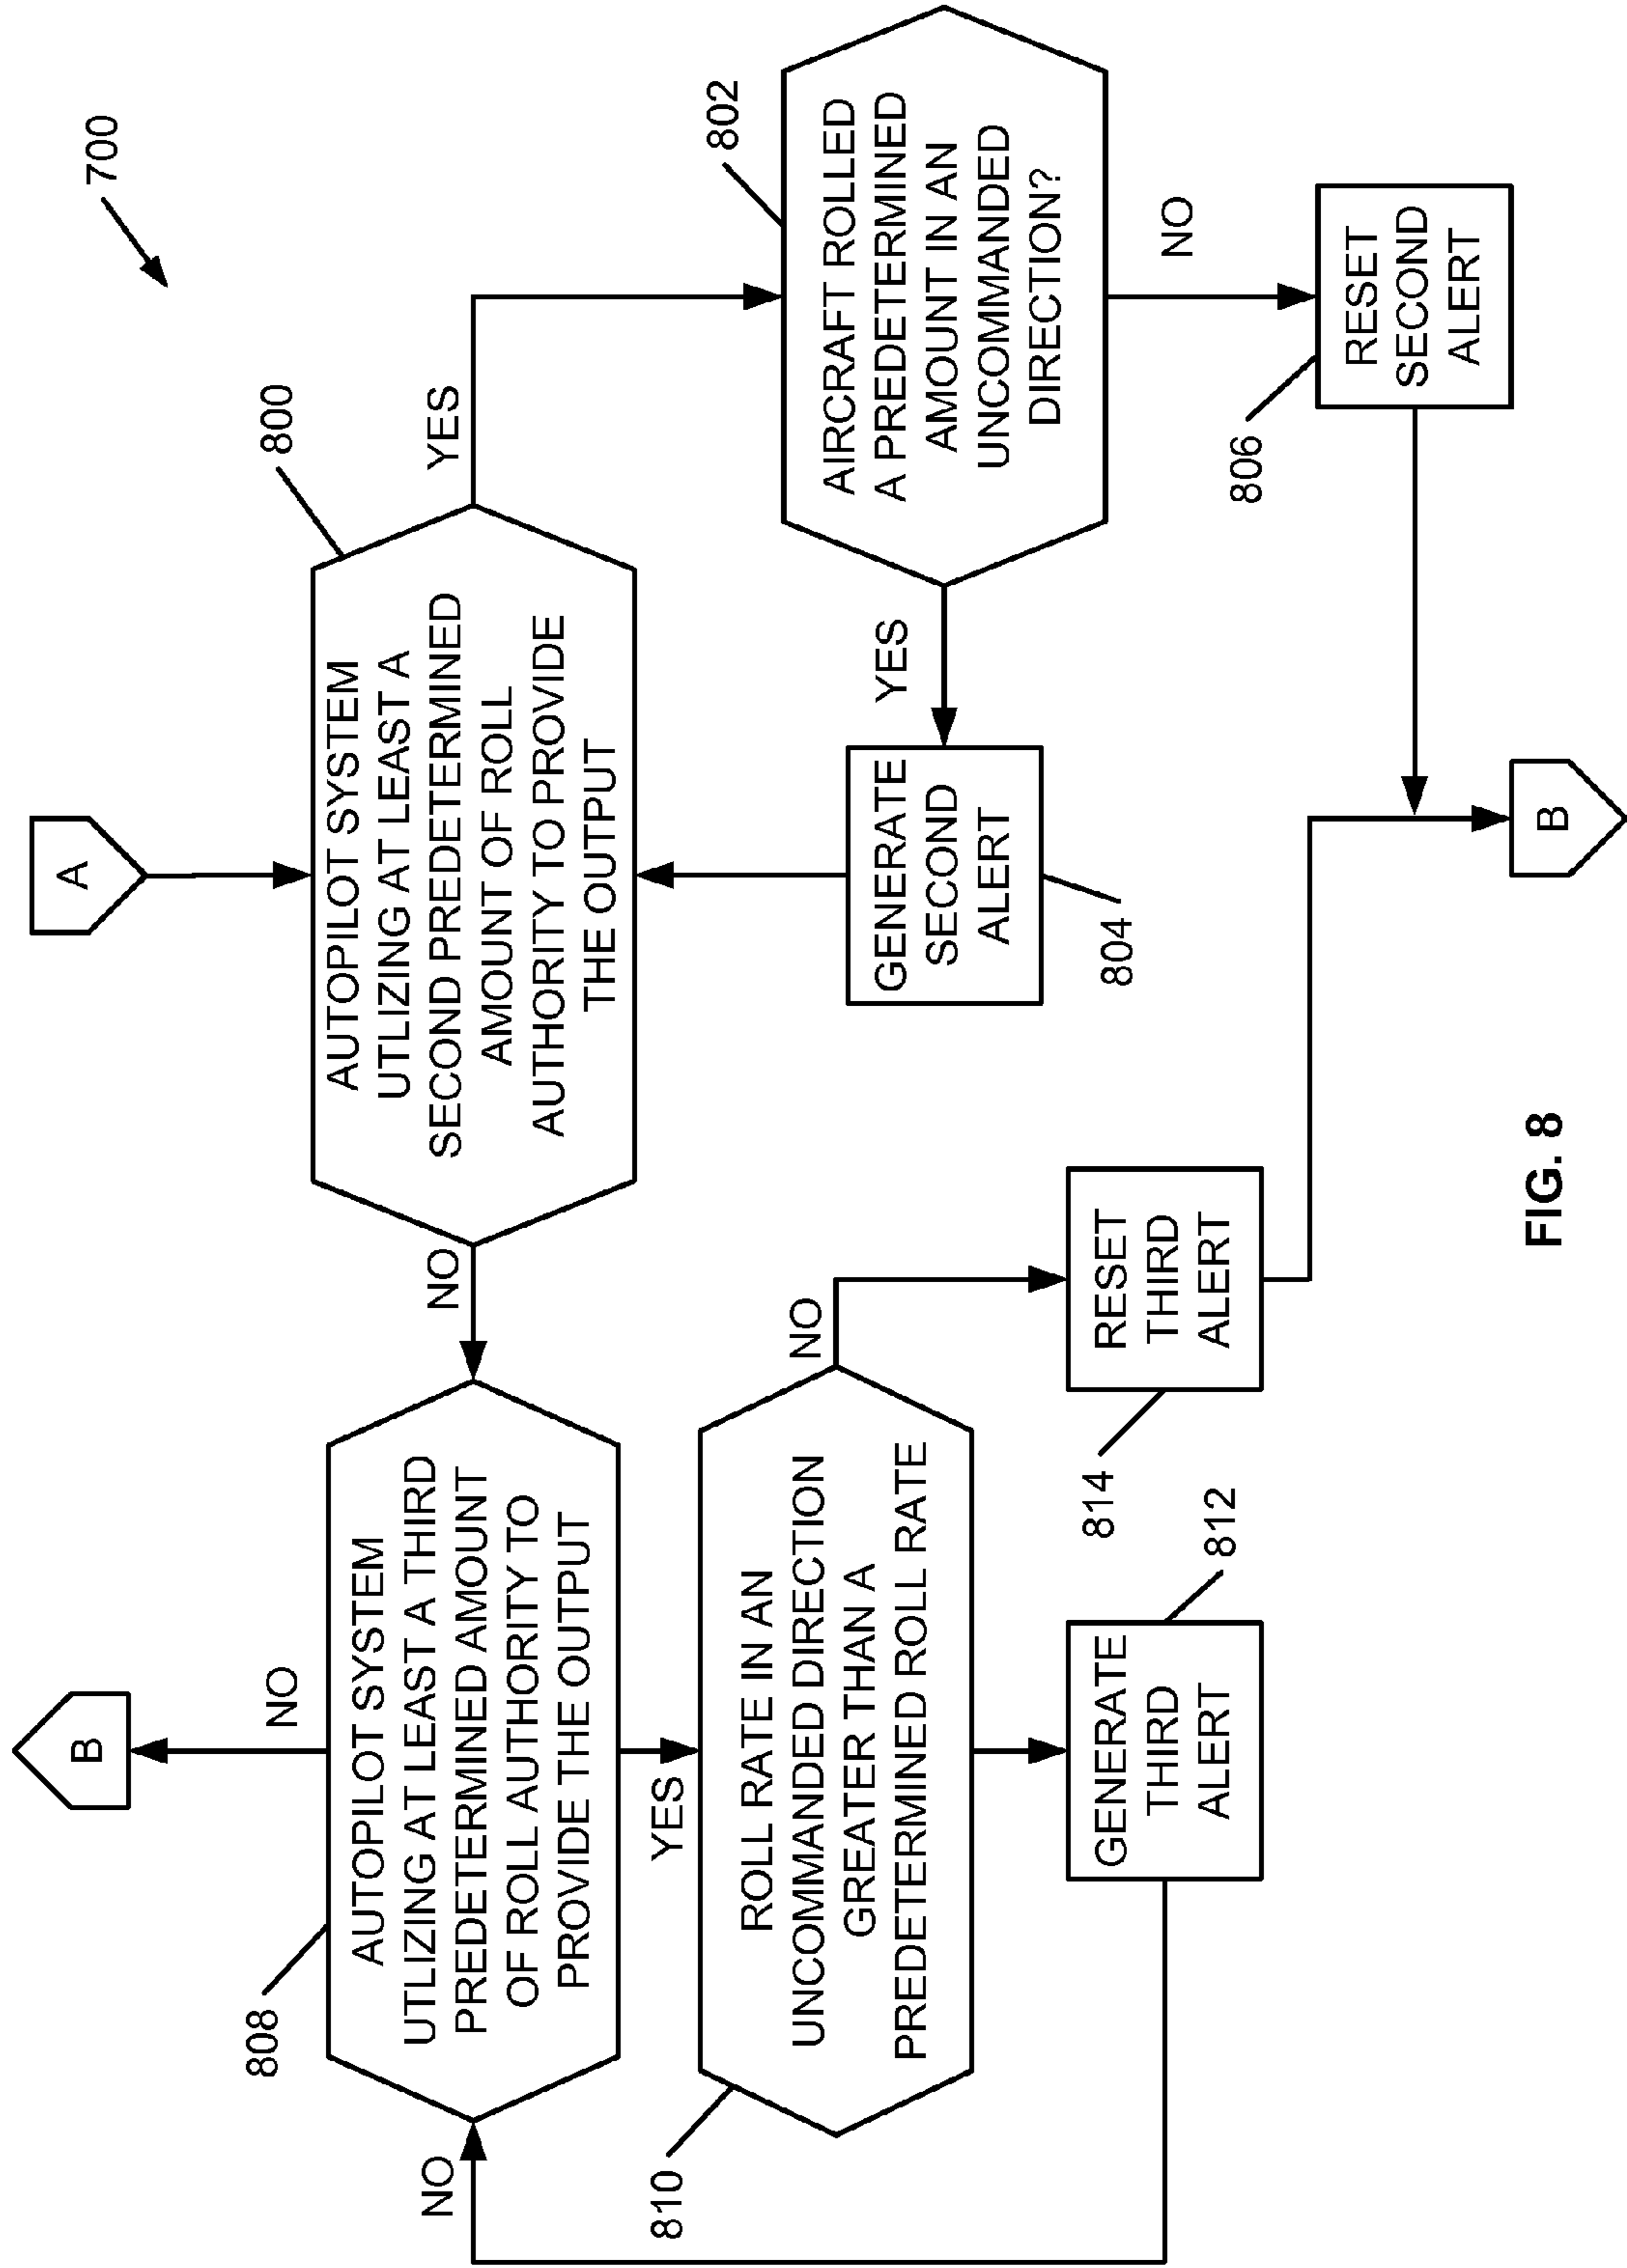 700
A
800
AUTOPILOT SYSTEM
UTLIZING AT LEAST A
SECOND PREDETERMINED
AMOUNT OF ROLL
AUTHORITY TO PROVIDE
THE OUTPUT
YES
NO
802
AIRCRAFT ROLLED
A PREDETERMINED
AMOUNT IN AN
UNCOMMANDED
DIRECTION?
YES
NO
GENERATE
SECOND
ALERT
804
806
RESET
SECOND
ALERT
B
B
NO
808
AUTOPILOT SYSTEM
UTLIZING AT LEAST A THIRD
PREDETERMINED AMOUNT
OF ROLL AUTHORITY TO
PROVIDE THE OUTPUT
NO
YES
810
ROLL RATE IN AN
UNCOMMANDED DIRECTION
GREATER THAN A
PREDETERMINED ROLL RATE
NO
GENERATE
THIRD
ALERT
812
814
RESET
THIRD
ALERT
FIG. 8